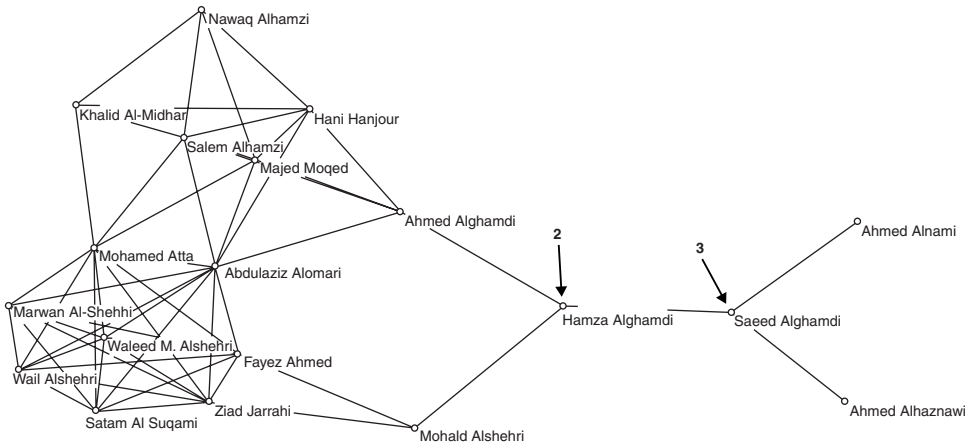 Nawaq Alhamzi
Khalid Al-Midhar
Hani Hanjour
Salem Alhamzi
Majed Moqed
Ahmed Alghamdi
2
3
Ahmed Alnami
Mohamed Atta
Abdulaziz Alomari
Marwan Al-Shehhi
Hamza Alghamdi
Saeed Alghamdi
Waleed M. Alshehri
Fayez Ahmed
Wail Alshehri
Ziad Jarrahi
Ahmed Alhaznawi
Satam Al Suqami
Mohald Alshehri